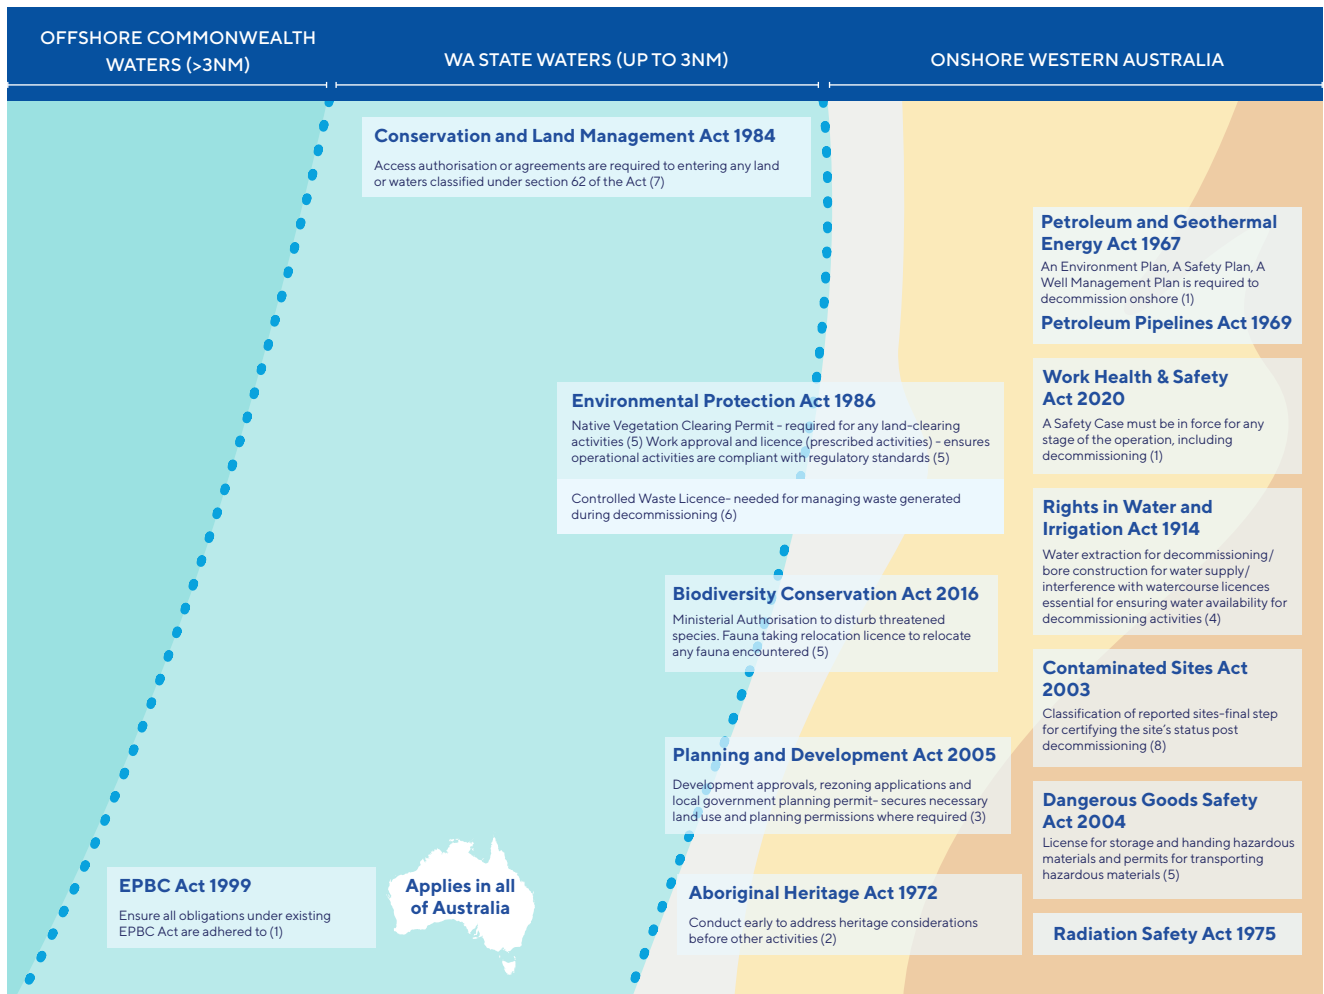 OFFSHORE COMMONWEALTH
WATERS (>3NM)
WA STATE WATERS (UP TO 3NM)
ONSHORE WESTERN AUSTRALIA
Conservation and Land Management Act 1984
Access authorisation or agreements are required to entering any land
or waters classified under section 62 of the Act (7)
Petroleum and Geothermal
Energy Act 1967
An Environment Plan, A Safety Plan, A
Well Management Plan is required to
decommission onshore (1)
Petroleum Pipelines Act 1969
Work Health & Safety
Act 2020
A Safety Case must be in force for any
stage of the operation, including
decommissioning (1)
Environmental Protection Act 1986
Native Vegetation Clearing Permit - required for any land-clearing
activities (5) Work approval and licence (prescribed activities) - ensures
operational activities are compliant with regulatory standards (5)
Controlled Waste Licence- needed for managing waste generated
during decommissioning (6)
Rights in Water and
Irrigation Act 1914
Water extraction for decommissioning/
bore construction for water supply/
interference with watercourse licences
essential for ensuring water availability for
decommissioning activities (4)
Biodiversity Conservation Act 2016
Ministerial Authorisation to disturb threatened
species. Fauna taking relocation licence to relocate
any fauna encountered (5)
Contaminated Sites Act
2003
Classification of reported sites-final step
for certifying the site's status post
decommissioning (8)
Planning and Development Act 2005
Development approvals, rezoning applications and
local government planning permit- secures necessary
land use and planning permissions where required (3)
Dangerous Goods Safety
Act 2004
License for storage and handing hazardous
materials and permits for transporting
hazardous materials (5)
EPBC Act 1999
Ensure all obligations under existing
EPBC Act are adhered to (1)
Applies in all
of Australia
Aboriginal Heritage Act 1972
Conduct early to address heritage considerations
before other activities (2)
Radiation Safety Act 1975